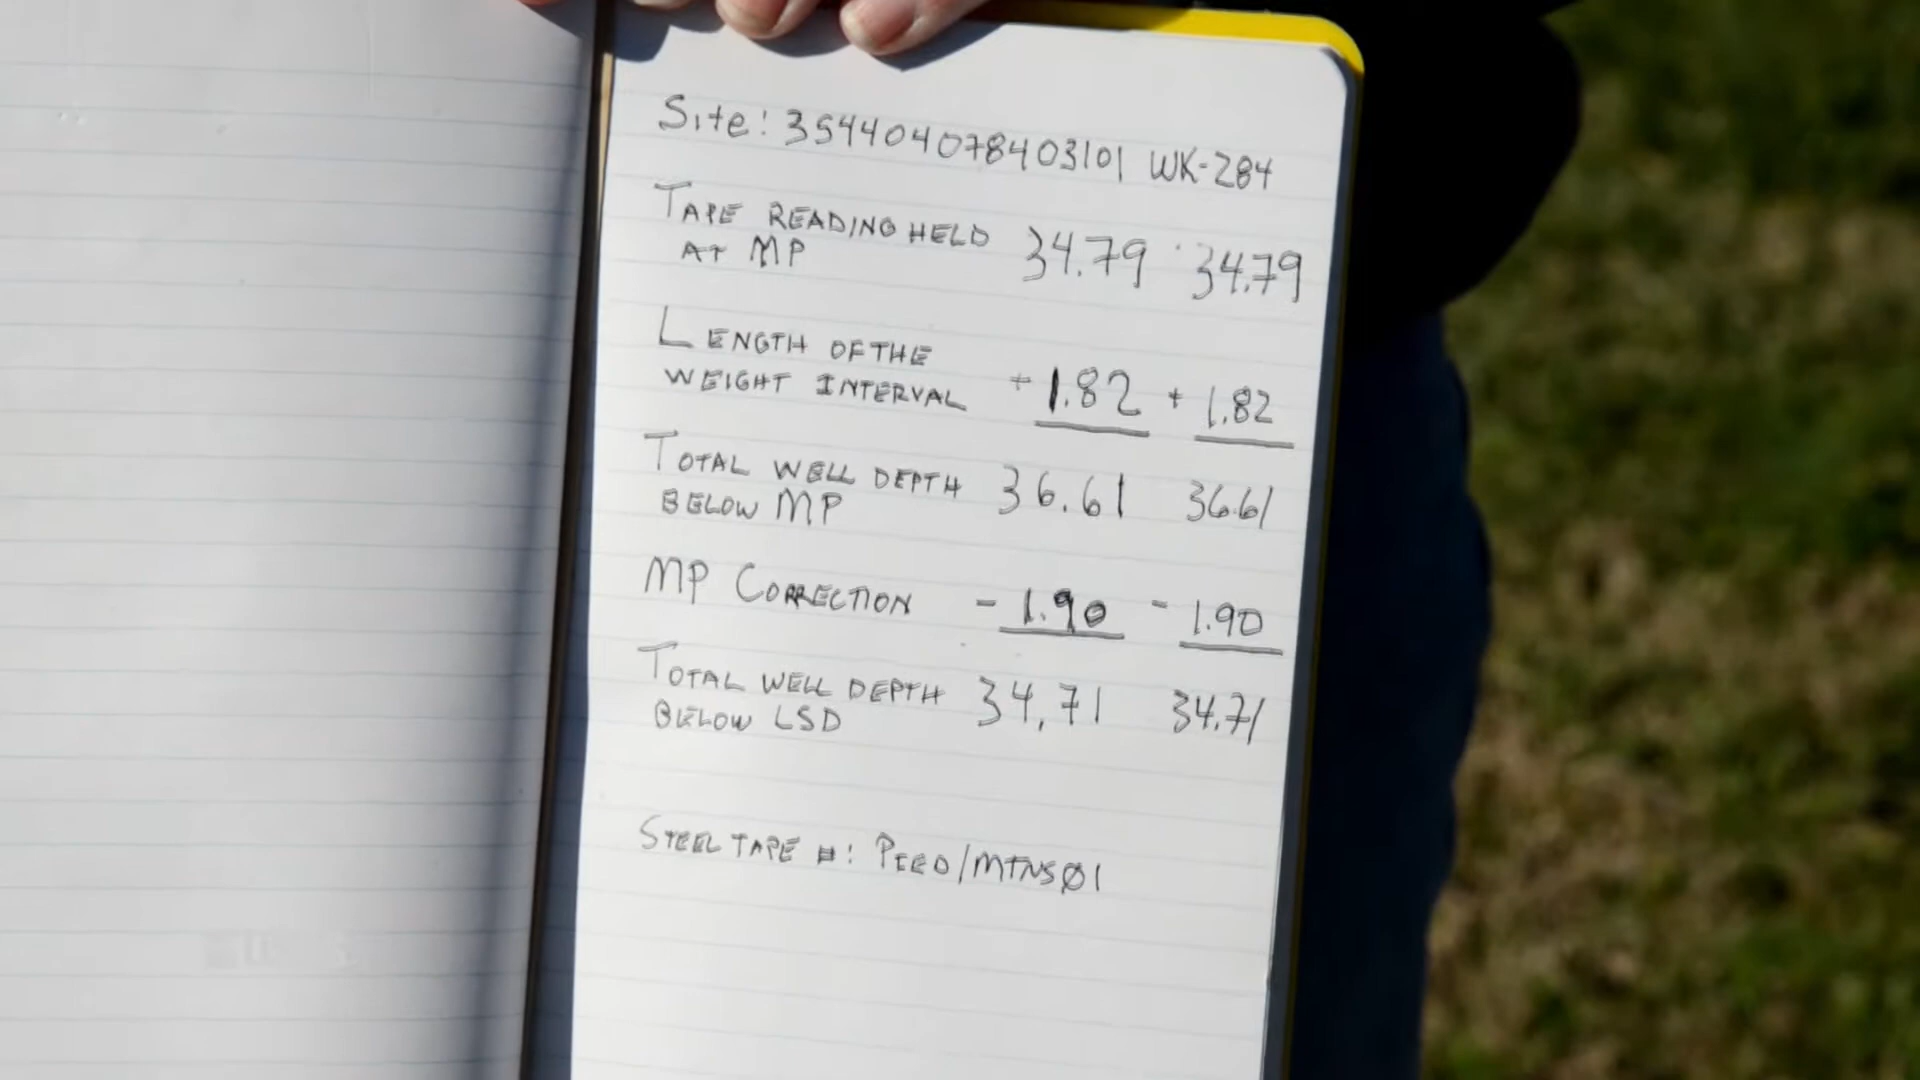 Site: 354404078403101 WK-284
TAPE READING HELD
AT MP 34.79 34.79
LENGTH OF THE
WEIGHT INTERVAL + 1.82 + 1.82
TOTAL WELL DEPTH 36.61 36.61
BELOW MP
MP CORRECTION - 1.90 - 1.90
TOTAL WELL DEPTH 34.71 34.71
BELOW LSD
STEEL TAPE #: PIED/MTNSØ1